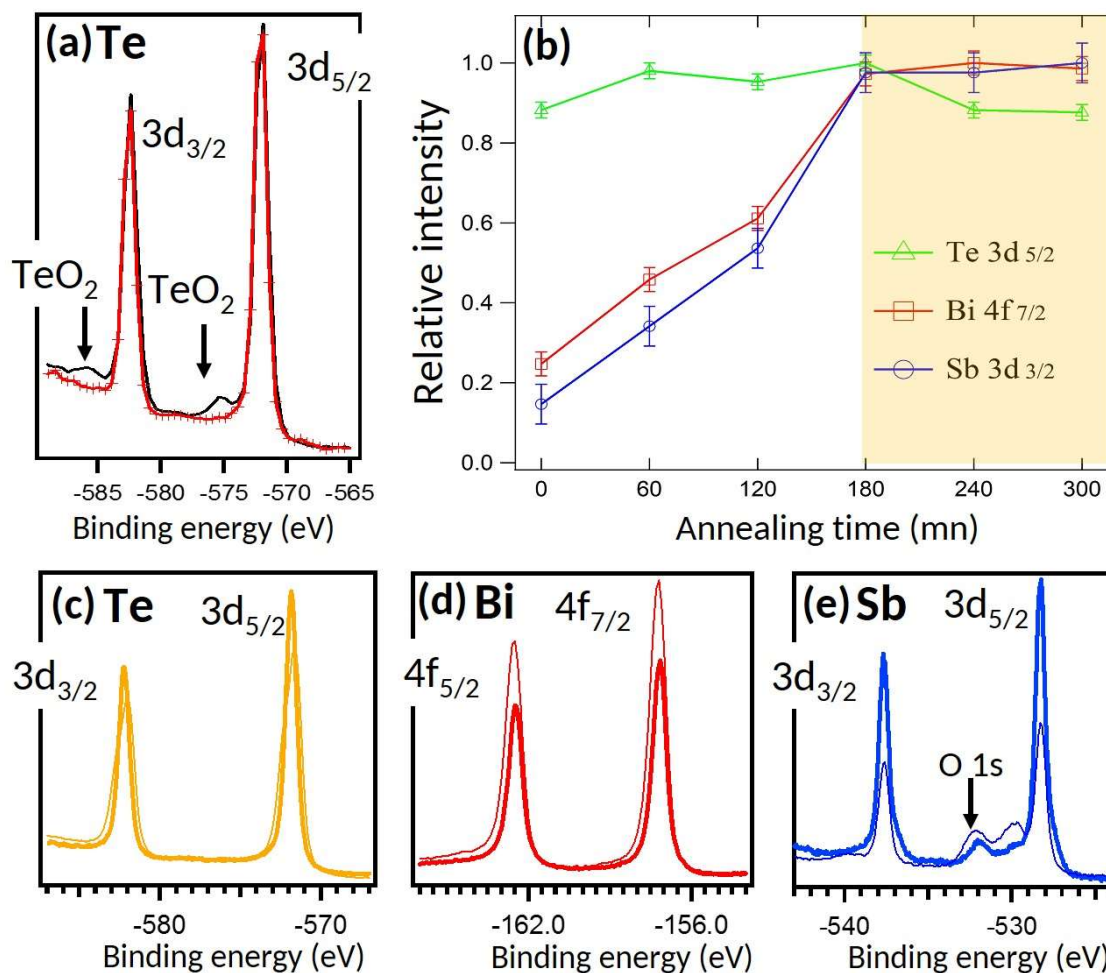 (a) Te
3d5/2
3d3/2
TeO2
TeO2
-585 -580 -575 -570 -565
Binding energy (eV)
(b)
1.0
0.8
0.6
0.4
0.2
0.0
Relative intensity
Te 3d 5/2
Bi 4f 7/2
Sb 3d 3/2
0 60 120 180 240 300
Annealing time (mn)
(c) Te
3d5/2
3d3/2
-580 -570
Binding energy (eV)
(d) Bi
4f7/2
4f5/2
-162.0 -156.0
Binding energy (eV)
(e) Sb
3d5/2
3d3/2
O 1s
-540 -530
Binding energy (eV)